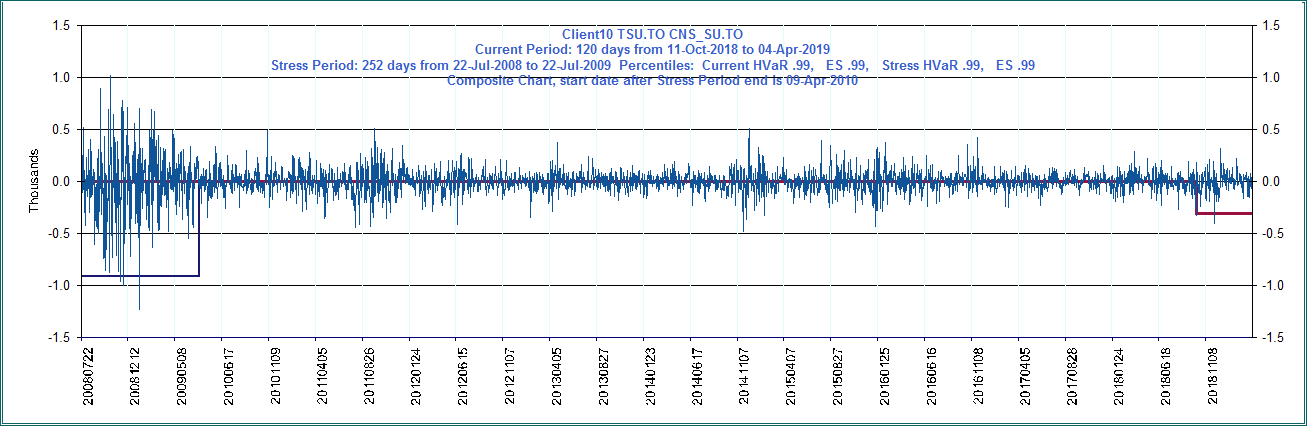 Client10 TSU.TO CNS_SU.TO
Current Period: 120 days from 11-Oct-2018 to 04-Apr-2019
Stress Period: 252 days from 22-Jul-2008 to 22-Jul-2009 Percentiles: Current HVaR .99, ES .99, Stress HVaR .99, ES .99
Composite Chart, start date after Stress Period end is 09-Apr-2010
1.5 1.5
1.0 1.0
0.5 0.5
0.0 0.0
-0.5 -0.5
-1.0 -1.0
-1.5 -1.5
Thousands
20080722 20081212 20090508 20100617 20101109 20110405 20110826 20120124 20120615 20121107 20130405 20130827 20140123 20140617 20141107 20150407 20150827 20160125 20160616 20161108 20170405 20170828 20180124 20180618 20181108